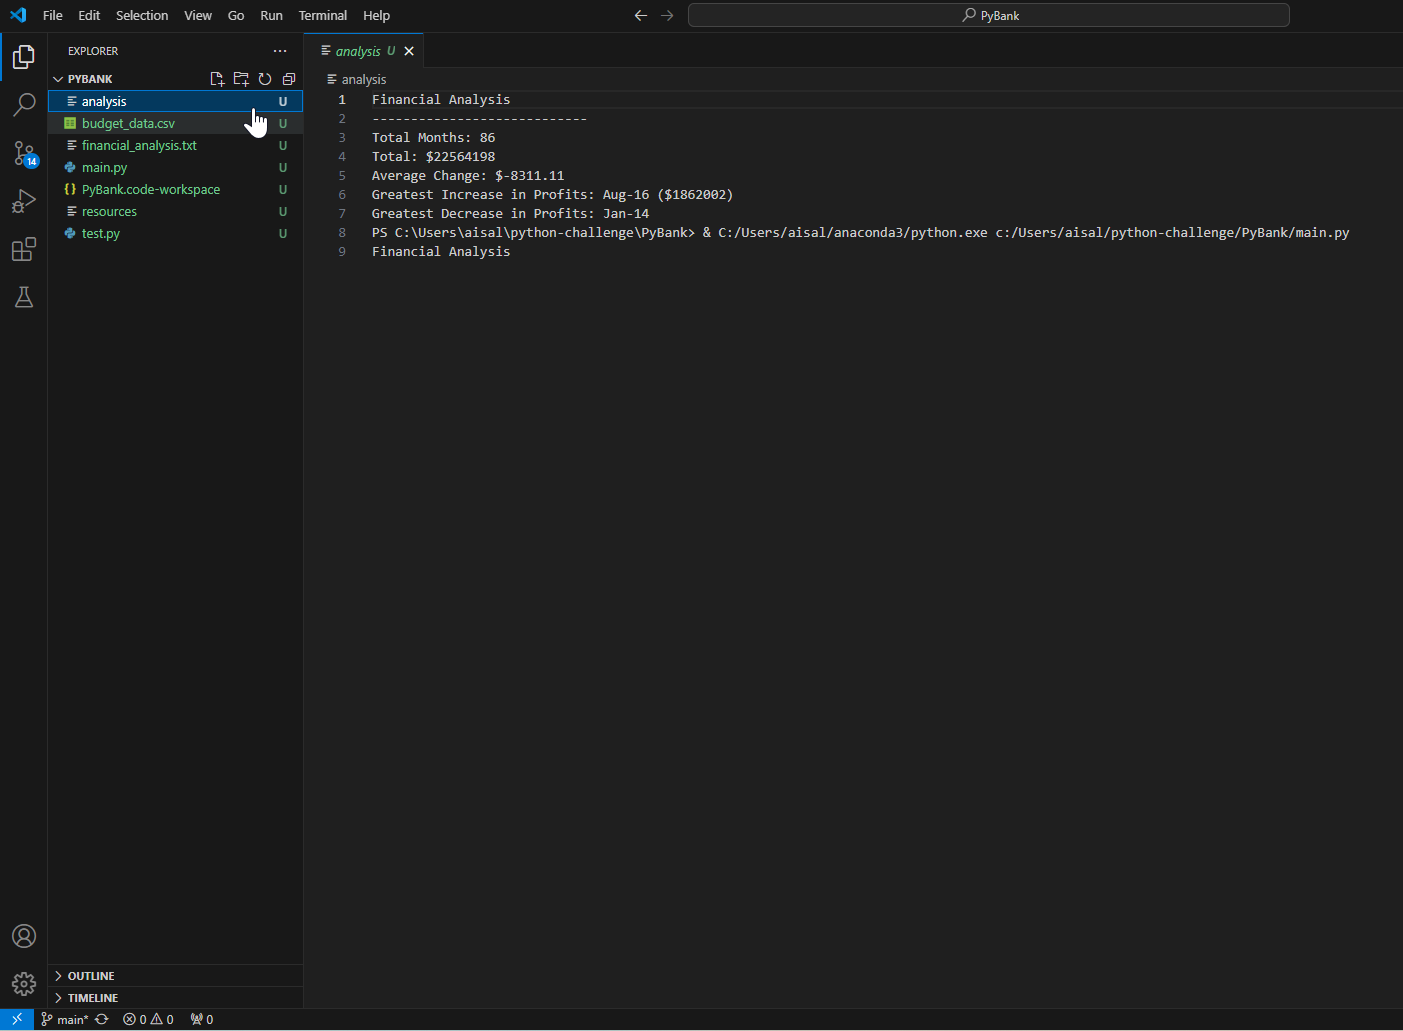 File Edit Selection View Go Run Terminal Help
PyBank
EXPLORER
analysis U
PYBANK
analysis
analysis U
1 Financial Analysis
budget_data.csv U
2 ----------------------------
financial_analysis.txt U
3 Total Months: 86
main.py U
4 Total: $22564198
PyBank.code-workspace U
5 Average Change: $-8311.11
resources U
6 Greatest Increase in Profits: Aug-16 ($1862002)
test.py U
7 Greatest Decrease in Profits: Jan-14
8 PS C:\Users\aisal\python-challenge\PyBank> & C:/Users/aisal/anaconda3/python.exe c:/Users/aisal/python-challenge/PyBank/main.py
9 Financial Analysis
14
OUTLINE
TIMELINE
main* 0 0 0